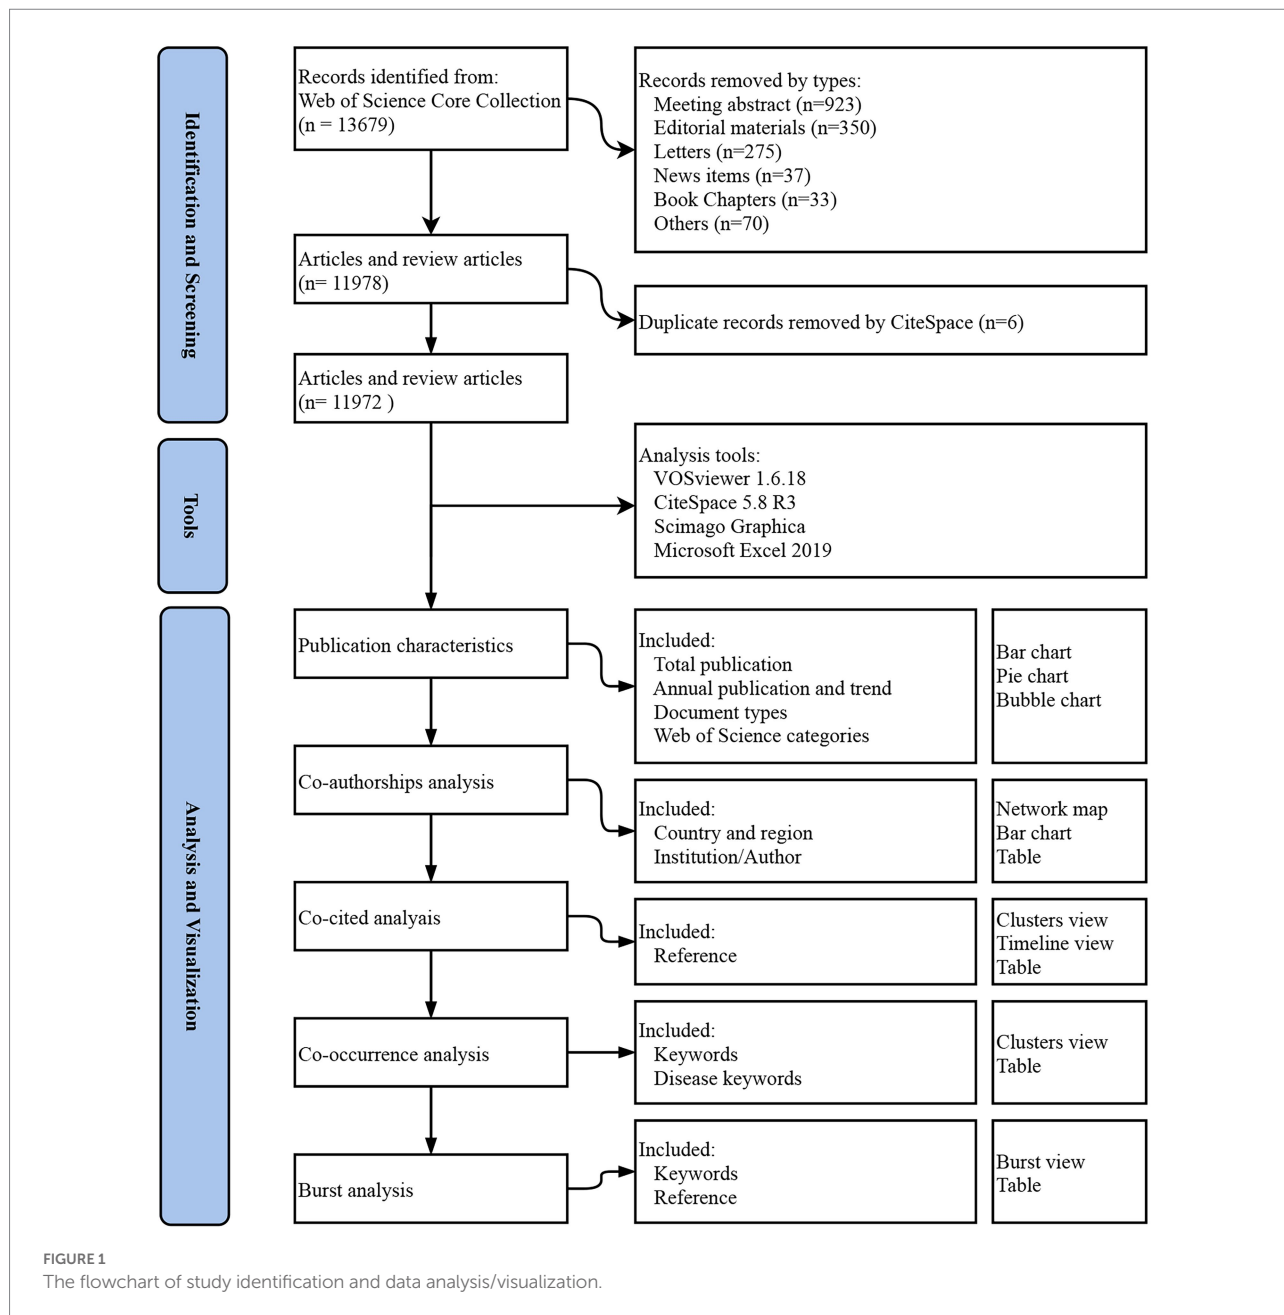 Identification and Screening
Records identified from:
Web of Science Core Collection
(n = 13679)
Records removed by types:
Meeting abstract (n=923)
Editorial materials (n=350)
Letters (n=275)
News items (n=37)
Book Chapters (n=33)
Others (n=70)
Articles and review articles
(n= 11978)
Duplicate records removed by CiteSpace (n=6)
Articles and review articles
(n= 11972 )
Tools
Analysis tools:
VOSviewer 1.6.18
CiteSpace 5.8 R3
Scimago Graphica
Microsoft Excel 2019
Analysis and Visualization
Publication characteristics
Included:
Total publication
Annual publication and trend
Document types
Web of Science categories
Bar chart
Pie chart
Bubble chart
Co-authorships analysis
Included:
Country and region
Institution/Author
Network map
Bar chart
Table
Co-cited analyais
Included:
Reference
Clusters view
Timeline view
Table
Co-occurrence analysis
Included:
Keywords
Disease keywords
Clusters view
Table
Burst analysis
Included:
Keywords
Reference
Burst view
Table
FIGURE 1
The flowchart of study identification and data analysis/visualization.